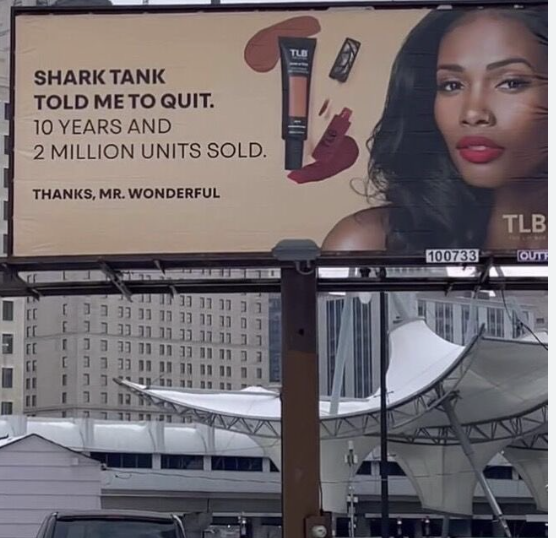 SHARK TANK
TOLD ME TO QUIT.
10 YEARS AND
2 MILLION UNITS SOLD.
THANKS, MR. WONDERFUL
TLB
TLB
TLB
100733
OUTF